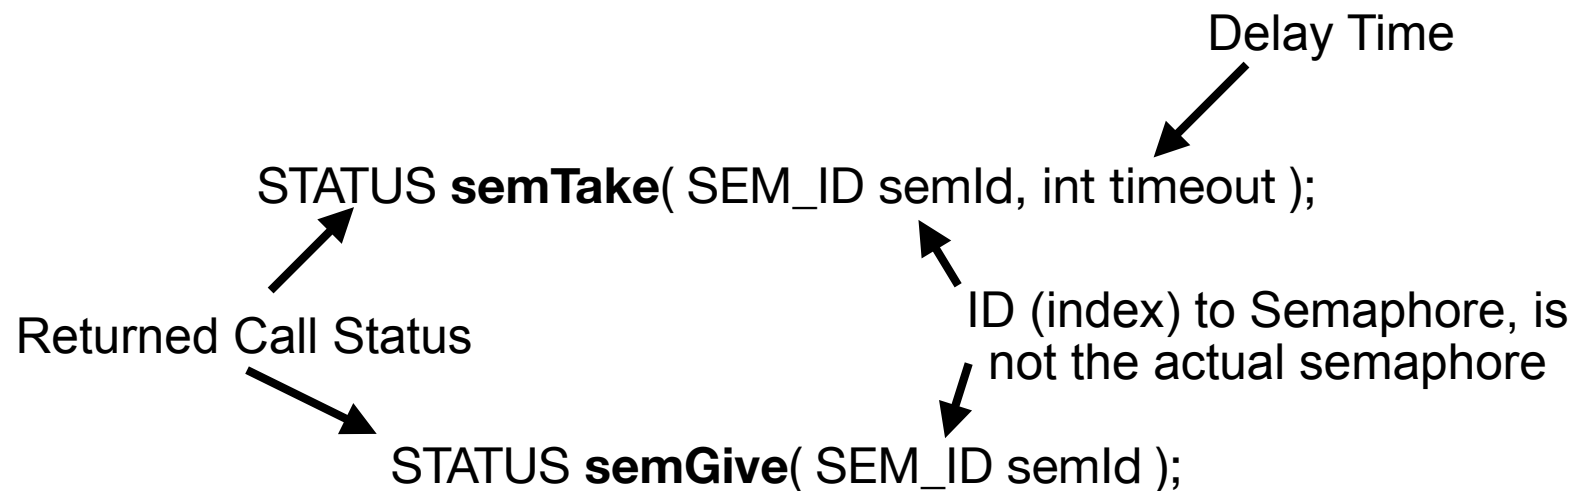 Delay Time
STATUS semTake( SEM_ID semId, int timeout );
Returned Call Status
ID (index) to Semaphore, is
not the actual semaphore
STATUS semGive( SEM_ID semId );